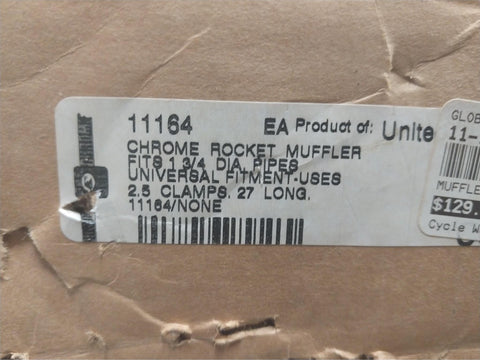 11164 EA Product of: Unite
CHROME ROCKET MUFFLER
FITS 1 3/4 DIA. PIPES
UNIVERSAL FITMENT-USES
2.5 CLAMPS. 27 LONG.
11164/NONE
GLOB
11-
MUFFLE
$129.
Cycle W